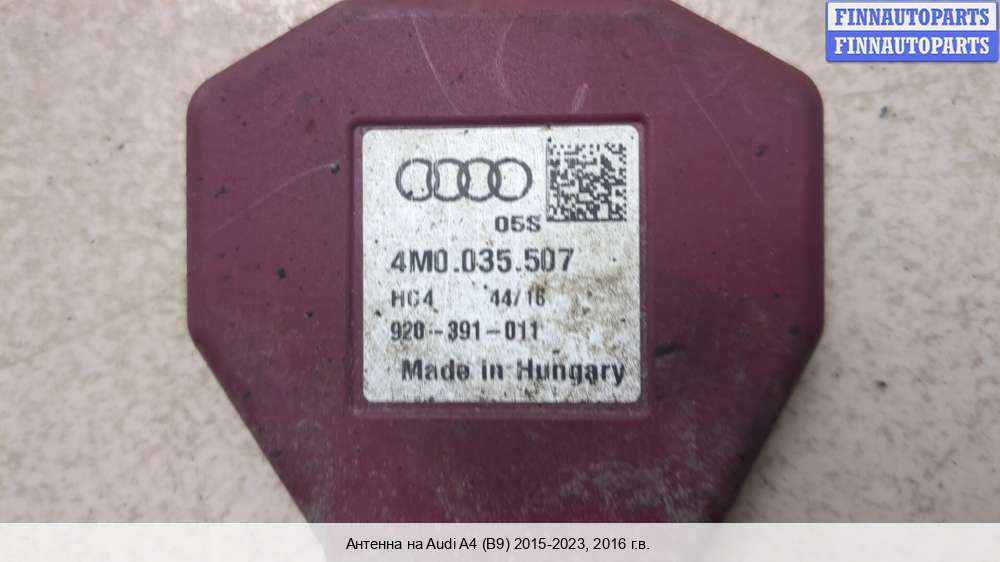 FINNAUTOPARTS
FINNAUTOPARTS
05S
4M0.035.507
HC4 44/16
920-391-011
Made in Hungary
Антенна на Audi A4 (B9) 2015-2023, 2016 г.в.